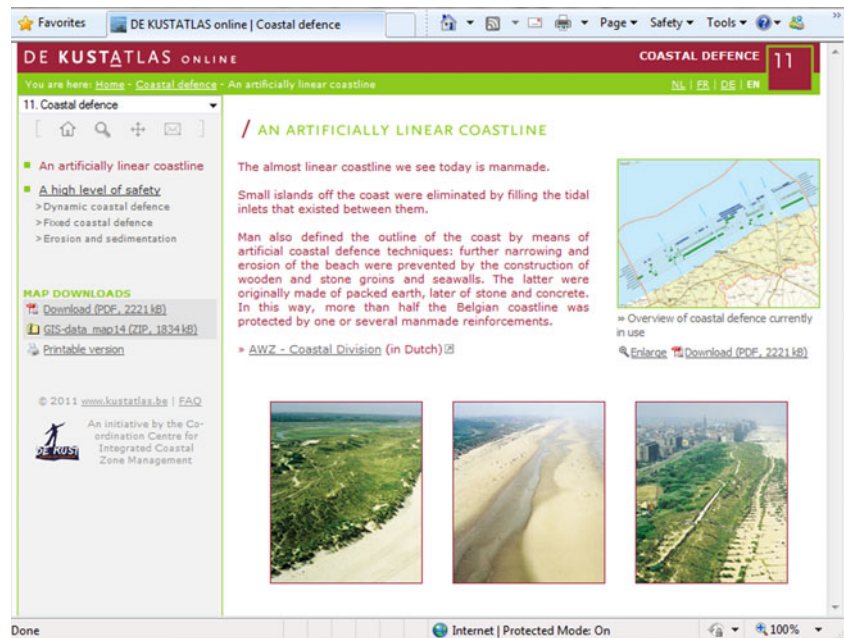 Favorites
DE KUSTATLAS online | Coastal defence
Page
Safety
Tools
»
DE KUSTATLAS ONLINE
COASTAL DEFENCE
11
You are here: Home - Coastal defence - An artificially linear coastline
NL | FR | DE | EN
11. Coastal defence
/ AN ARTIFICIALLY LINEAR COASTLINE
An artificially linear coastline
A high level of safety
>Dynamic coastal defence
>Fixed coastal defence
>Erosion and sedimentation
MAP DOWNLOADS
Download (PDF, 2221 kB)
GIS-data map14 (ZIP, 1834 kB)
Printable version
© 2011 www.kustatlas.be | FAQ
DE KUST
An initiative by the Co-
ordination Centre for
Integrated Coastal
Zone Management
The almost linear coastline we see today is manmade.
Small islands off the coast were eliminated by filling the tidal
inlets that existed between them.
Man also defined the outline of the coast by means of
artificial coastal defence techniques: further narrowing and
erosion of the beach were prevented by the construction of
wooden and stone groins and seawalls. The latter were
originally made of packed earth, later of stone and concrete.
In this way, more than half the Belgian coastline was
protected by one or several manmade reinforcements.
» AWZ - Coastal Division (in Dutch)
» Overview of coastal defence currently
in use
Enlarge Download (PDF, 2221 kB)
Done
Internet | Protected Mode: On
100%